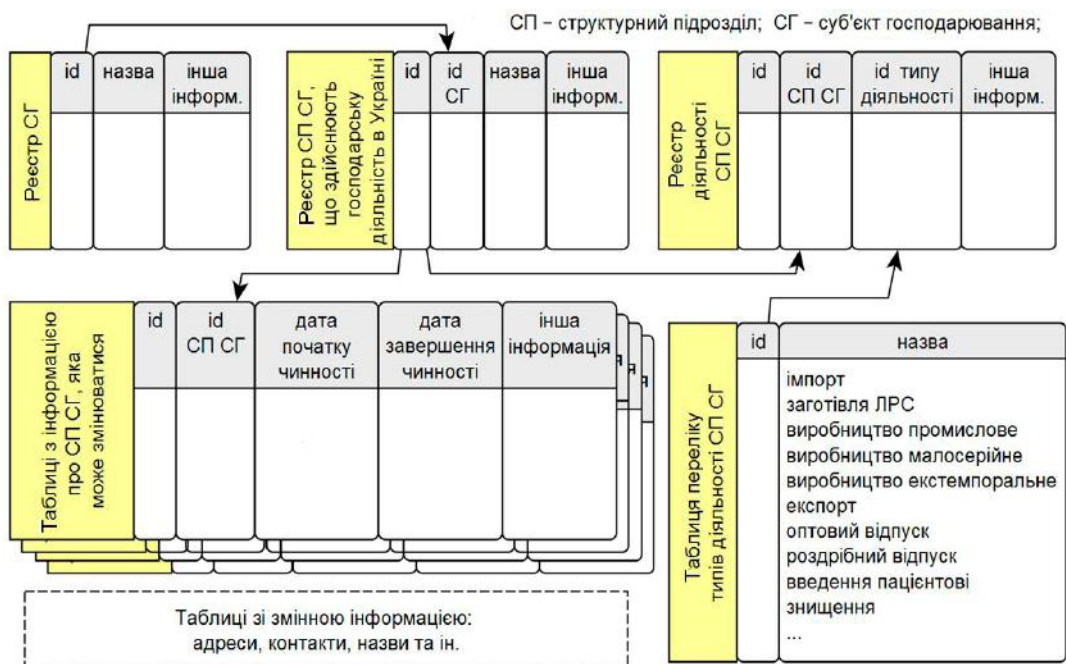 СП – структурний підрозділ; СГ – суб'єкт господарювання;
Реєстр СГ
id
назва
інша
інформ.
Реєстр СП СГ,
що здійснюють
господарську
діяльність в Україні
id
id
СГ
назва
інша
інформ.
Реєстр
діяльності
СП СГ
id
id
СП СГ
id типу
діяльності
інша
інформ.
Таблиці з інформацією
про СП СГ, яка
може змінюватися
id
id
СП СГ
дата
початку
чинності
дата
завершення
чинності
інша
інформація
я
я
Таблиця переліку
типів діяльності СП СГ
id
назва
імпорт
заготівля ЛРС
виробництво промислове
виробництво малосерійне
виробництво екстемпоральне
експорт
оптовий відпуск
роздрібний відпуск
введення пацієнтові
знищення
...
Таблиці зі змінною інформацією:
адреси, контакти, назви та ін.